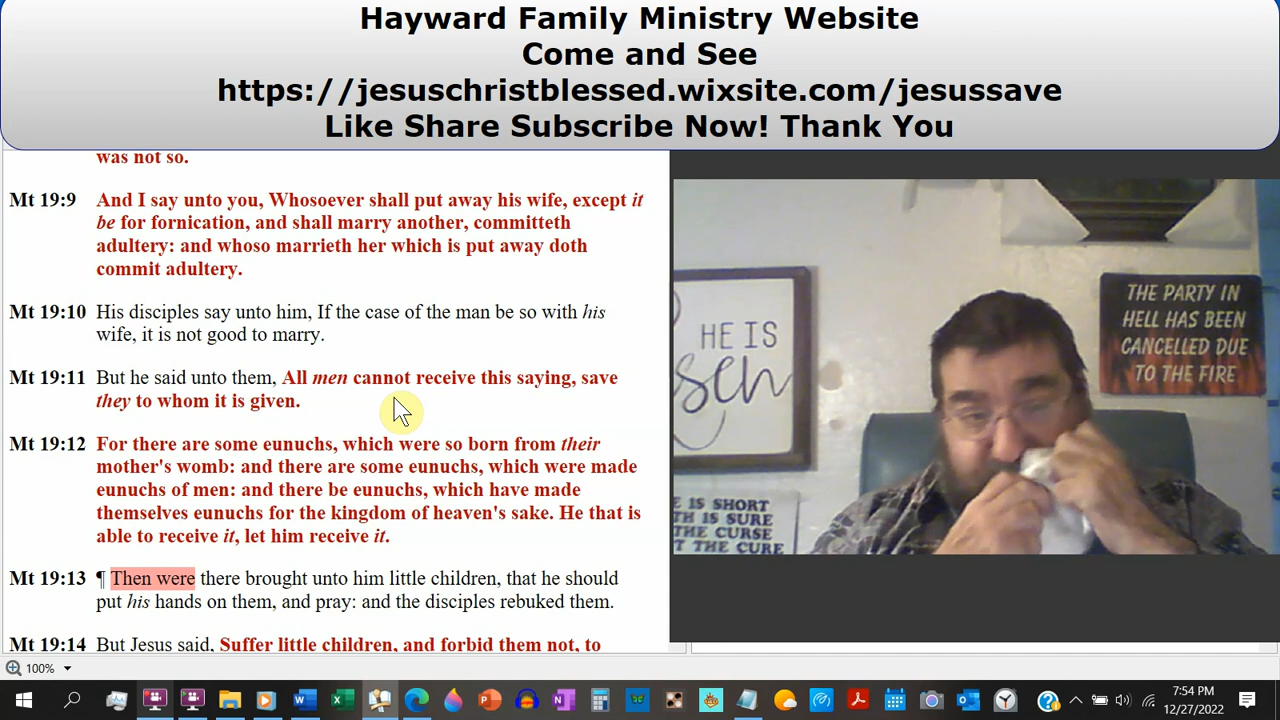 Hayward Family Ministry Website
Come and See
https://jesuschristblessed.wixsite.com/jesussave
Like Share Subscribe Now! Thank You
was not so.
Mt 19:9 And I say unto you, Whosoever shall put away his wife, except it
be for fornication, and shall marry another, committeth
adultery: and whoso marrieth her which is put away doth
commit adultery.
Mt 19:10 His disciples say unto him, If the case of the man be so with his
wife, it is not good to marry.
Mt 19:11 But he said unto them, All men cannot receive this saying, save
they to whom it is given.
Mt 19:12 For there are some eunuchs, which were so born from their
mother's womb: and there are some eunuchs, which were made
eunuchs of men: and there be eunuchs, which have made
themselves eunuchs for the kingdom of heaven's sake. He that is
able to receive it, let him receive it.
Mt 19:13 ¶ Then were there brought unto him little children, that he should
put his hands on them, and pray: and the disciples rebuked them.
Mt 19:14 But Jesus said, Suffer little children, and forbid them not, to
HE IS
THE PARTY IN
HELL HAS BEEN
CANCELLED DUE
TO THE FIRE
E IS SHORT
TH IS SURE
THE CURSE
T THE CURE
100%
7:54 PM
12/27/2022